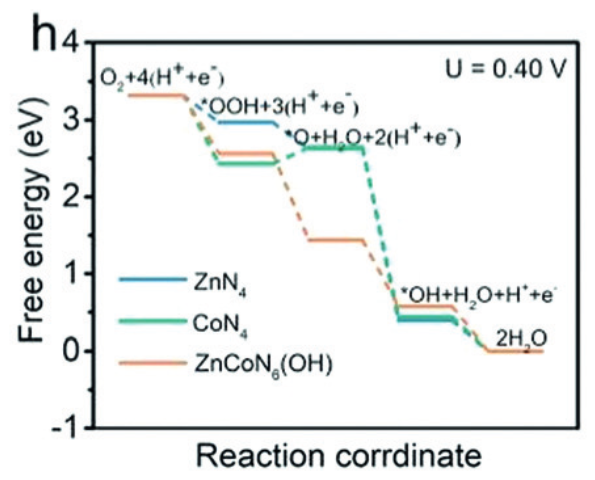 h
4
3
2
1
0
-1
Free energy (eV)
U = 0.40 V
O₂+4(H⁺+e⁻)
*OOH+3(H⁺+e⁻)
*O+H₂O+2(H⁺+e⁻)
*OH+H₂O+H⁺+e⁻
2H₂O
ZnN₄
CoN₄
ZnCoN₆(OH)
Reaction corrdinate